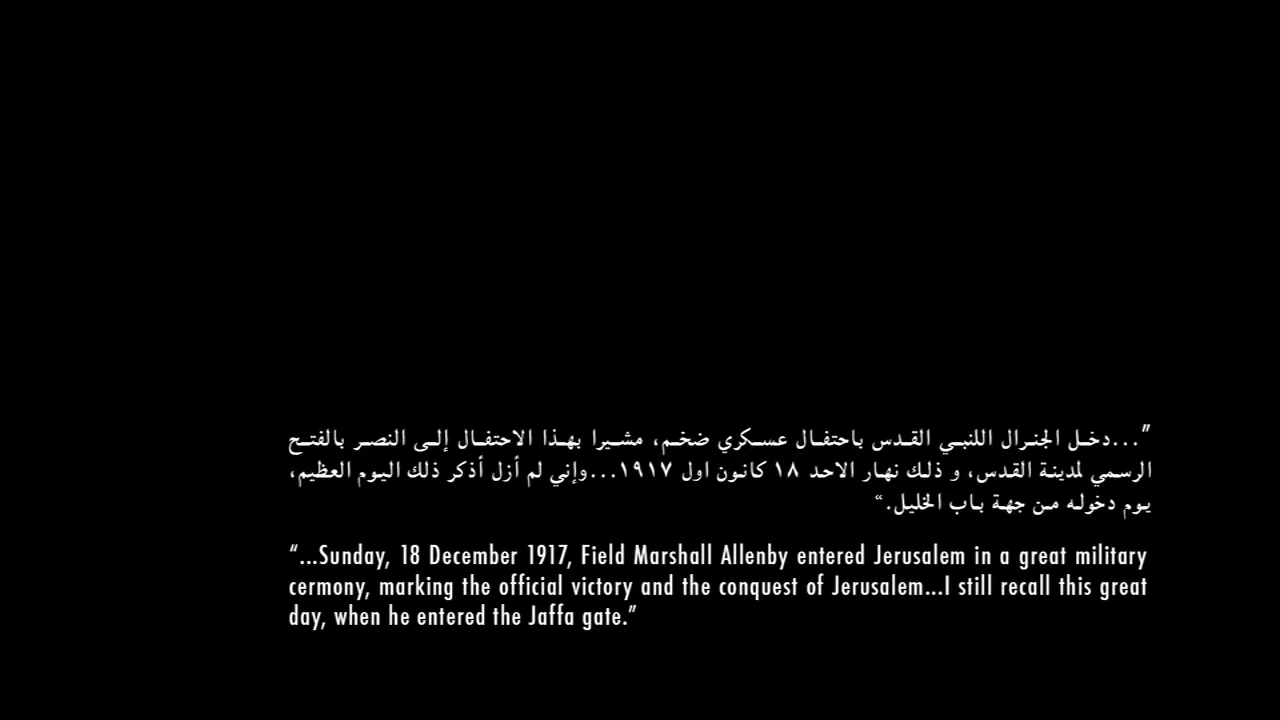 ”...دخل الجنرال اللنبي القدس باحتفال عسكري ضخم، مشيرا بهذا الاحتفال إلى النصر بالفتح
الرسمي لمدينة القدس، و ذلك نهار الاحد ١٨ كانون اول ١٩١٧...وإني لم أزل أذكر ذلك اليوم العظيم،
يوم دخوله من جهة باب الخليل.“
“...Sunday, 18 December 1917, Field Marshall Allenby entered Jerusalem in a great military
cermony, marking the official victory and the conquest of Jerusalem...I still recall this great
day, when he entered the Jaffa gate.”